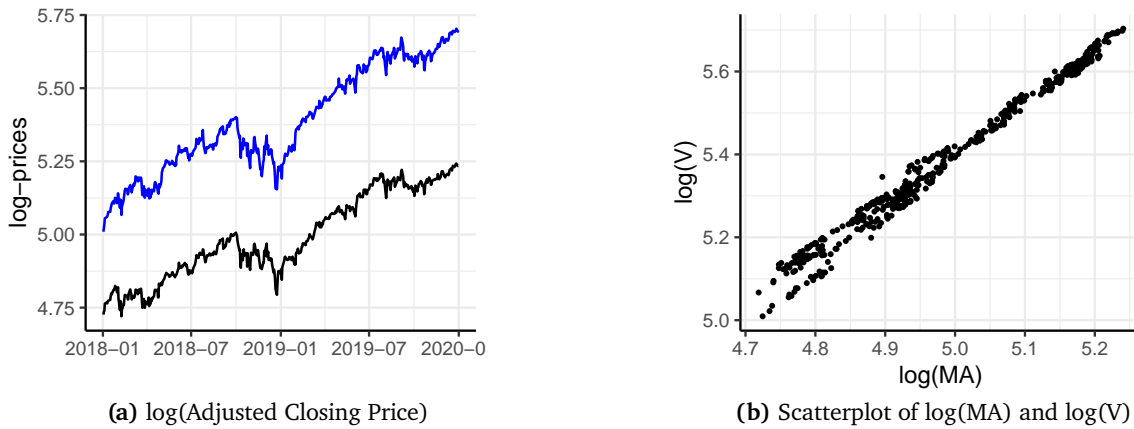 5.75
5.50
5.25
5.00
4.75
log−prices
2018−01 2018−07 2019−01 2019−07 2020−0
(a) log(Adjusted Closing Price)
5.6
5.4
5.2
5.0
log(V)
4.7 4.8 4.9 5.0 5.1 5.2
log(MA)
(b) Scatterplot of log(MA) and log(V)